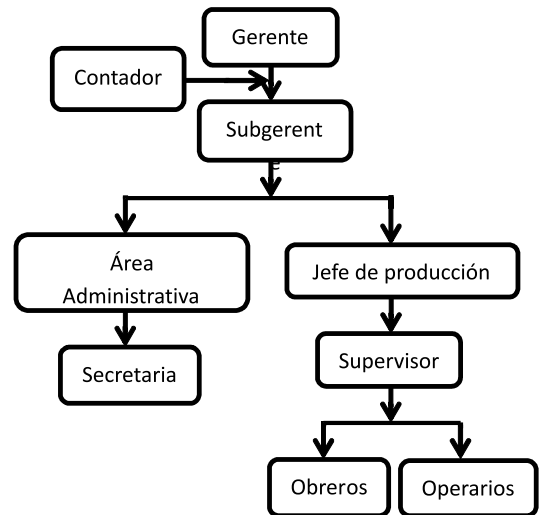 Gerente
Contador
Subgerent
e
Área
Administrativa
Jefe de producción
Secretaria
Supervisor
Obreros
Operarios